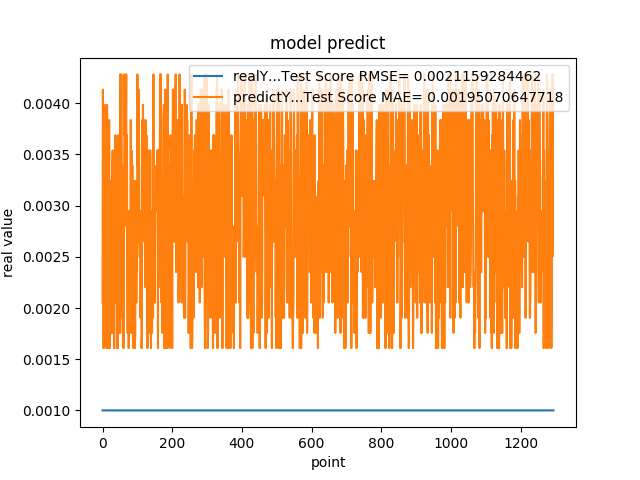 model predict
realY...Test Score RMSE= 0.0021159284462
predictY...Test Score MAE= 0.00195070647718
0.0040
0.0035
0.0030
0.0025
0.0020
0.0015
0.0010
real value
0 200 400 600 800 1000 1200
point